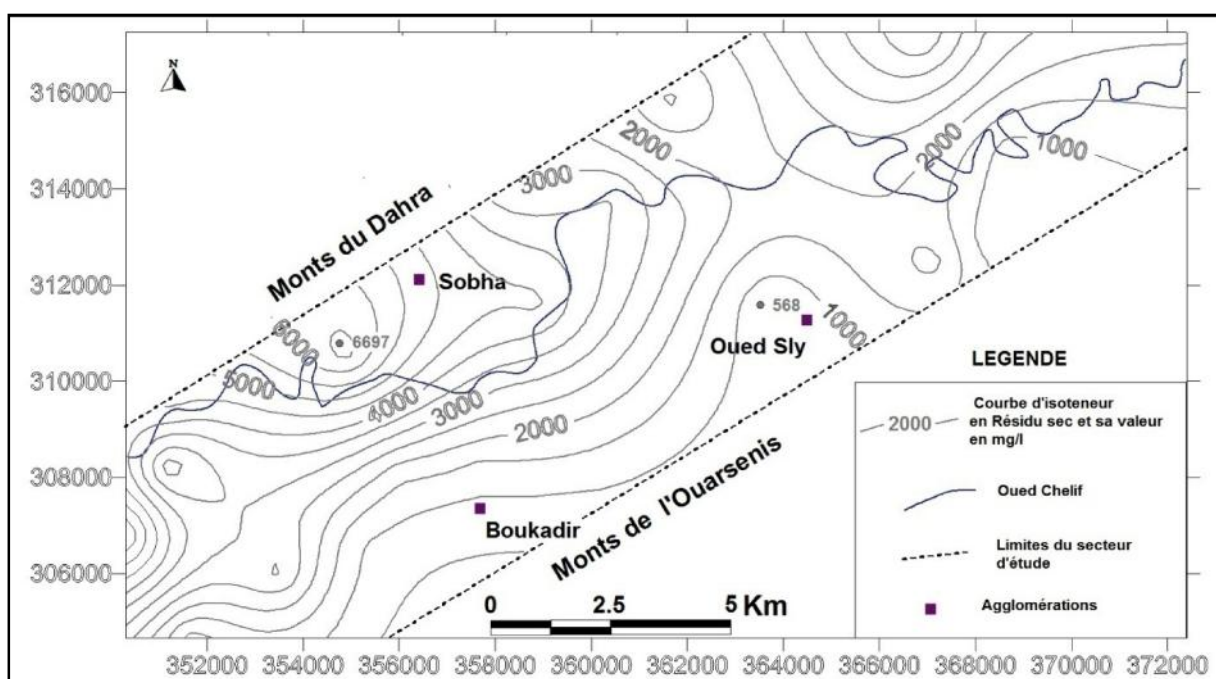 N
316000
314000
312000
310000
308000
306000
2000
3000
2000
1000
Monts du Dahra
Sobha
6000
6697
568
1000
Oued Sly
5000
4000
3000
2000
Boukadir
Monts de l'Ouarsenis
0 2.5 5 Km
LEGENDE
2000
Courbe d'isoteneur
en Résidu sec et sa valeur
en mg/l
Oued Chelif
Limites du secteur
d'étude
Agglomérations
352000 354000 356000 358000 360000 362000 364000 366000 368000 370000 372000